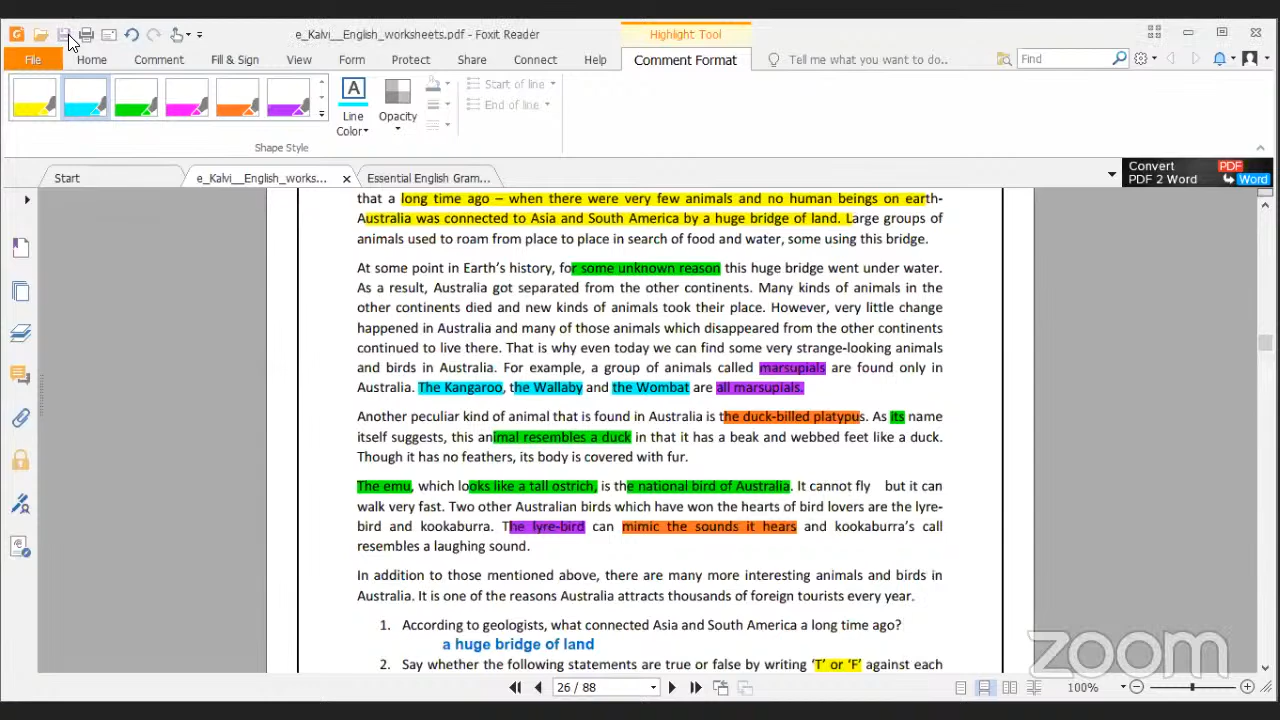 e_Kalvi__English_worksheets.pdf - Foxit Reader
Highlight Tool
File
Home
Comment
Fill & Sign
View
Form
Protect
Share
Connect
Help
Comment Format
Tell me what you want to do..
Find
Line
Color
Opacity
Start of line
End of line
Shape Style
Start
e_Kalvi__English_works...
Essential English Gram...
Convert PDF
PDF 2 Word Word
that a long time ago – when there were very few animals and no human beings on earth-
Australia was connected to Asia and South America by a huge bridge of land. Large groups of
animals used to roam from place to place in search of food and water, some using this bridge.
At some point in Earth's history, for some unknown reason this huge bridge went under water.
As a result, Australia got separated from the other continents. Many kinds of animals in the
other continents died and new kinds of animals took their place. However, very little change
happened in Australia and many of those animals which disappeared from the other continents
continued to live there. That is why even today we can find some very strange-looking animals
and birds in Australia. For example, a group of animals called marsupials are found only in
Australia. The Kangaroo, the Wallaby and the Wombat are all marsupials.
Another peculiar kind of animal that is found in Australia is the duck-billed platypus. As its name
itself suggests, this animal resembles a duck in that it has a beak and webbed feet like a duck.
Though it has no feathers, its body is covered with fur.
The emu, which looks like a tall ostrich, is the national bird of Australia. It cannot fly but it can
walk very fast. Two other Australian birds which have won the hearts of bird lovers are the lyre-
bird and kookaburra. The lyre-bird can mimic the sounds it hears and kookaburra's call
resembles a laughing sound.
In addition to those mentioned above, there are many more interesting animals and birds in
Australia. It is one of the reasons Australia attracts thousands of foreign tourists every year.
1. According to geologists, what connected Asia and South America a long time ago?
a huge bridge of land
2. Say whether the following statements are true or false by writing 'T' or 'F' against each
zoom
26 / 88
100%